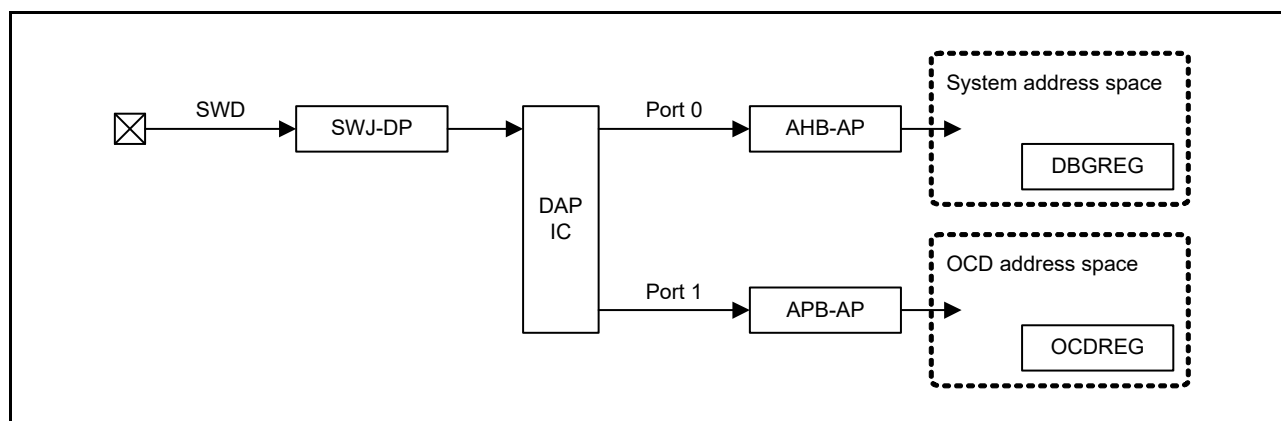 System address space
SWD
SWJ-DP
Port 0
AHB-AP
DBGREG
DAP
IC
OCD address space
Port 1
APB-AP
OCDREG